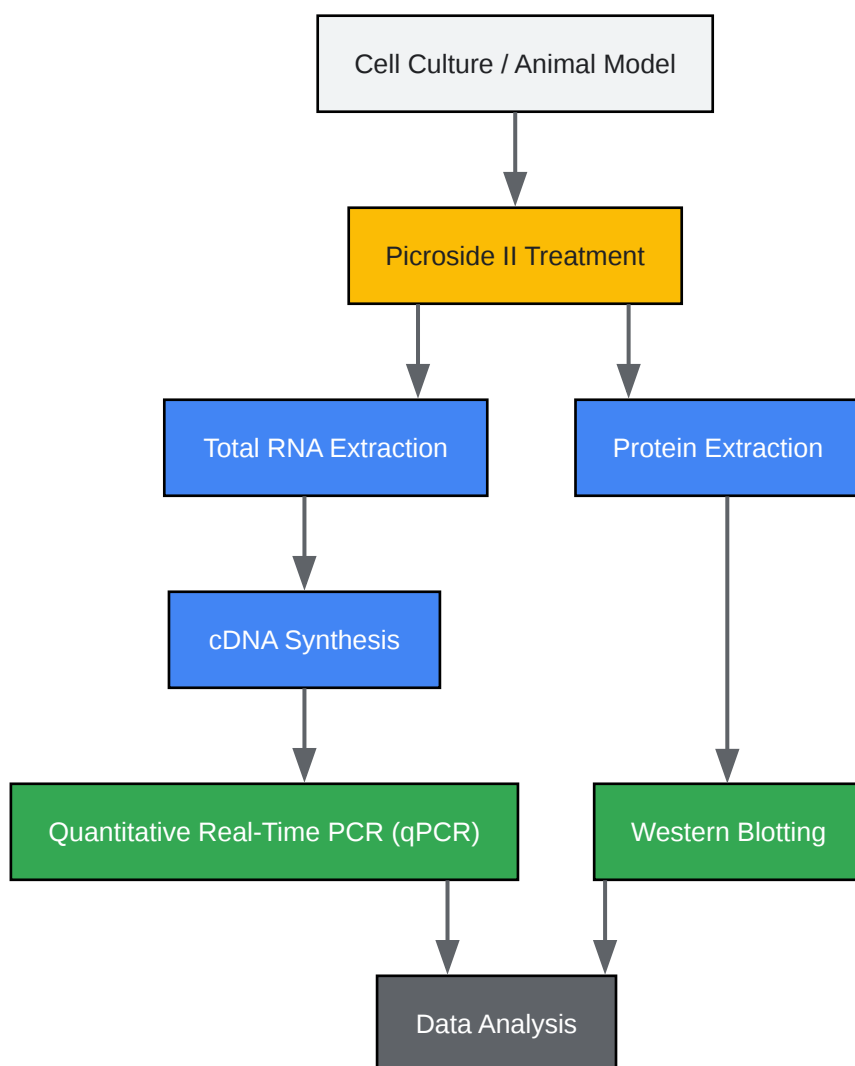 Cell Culture / Animal Model
Picroside II Treatment
Total RNA Extraction
Protein Extraction
cDNA Synthesis
Quantitative Real-Time PCR (qPCR)
Western Blotting
Data Analysis